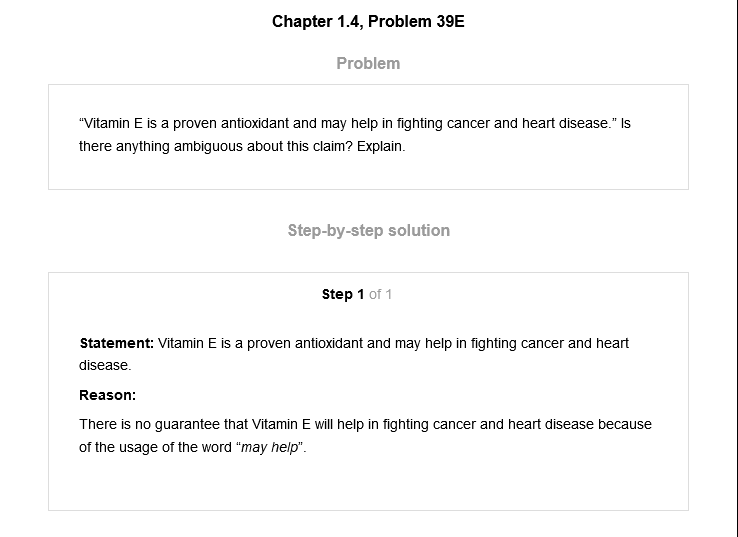 Chapter 1.4, Problem 39E
Problem
“Vitamin E is a proven antioxidant and may help in fighting cancer and heart disease.” Is
there anything ambiguous about this claim? Explain.
Step-by-step solution
Step 1 of 1
Statement: Vitamin E is a proven antioxidant and may help in fighting cancer and heart
disease.
Reason:
There is no guarantee that Vitamin E will help in fighting cancer and heart disease because
of the usage of the word “may help”.